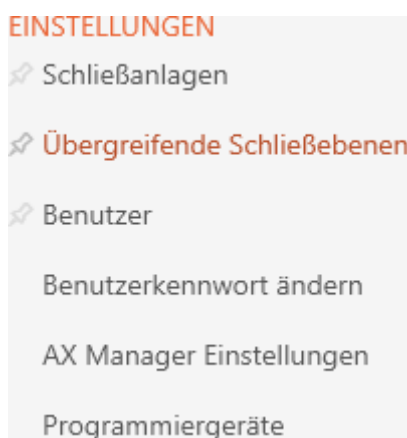 EINSTELLUNGEN
Schließanlagen
Übergreifende Schließebenen
Benutzer
Benutzerkennwort ändern
AX Manager Einstellungen
Programmiergeräte